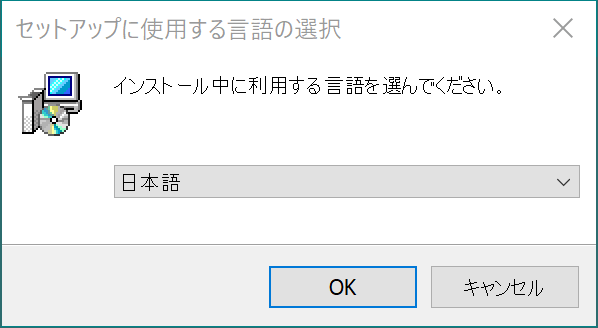 セットアップに使用する言語の選択
インストール中に利用する言語を選んでください。
日本語
OK
キャンセル